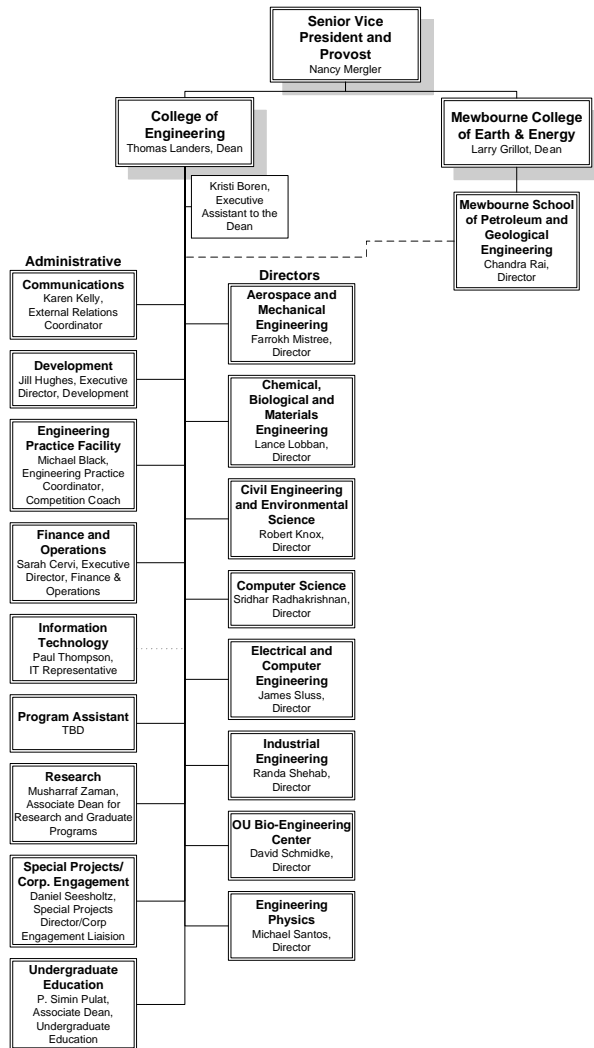 Senior Vice
President and
Provost
Nancy Mergler
College of
Engineering
Thomas Landers, Dean
Mewbourne College
of Earth & Energy
Larry Grillot, Dean
Kristi Boren,
Executive
Assistant to the
Dean
Mewbourne School
of Petroleum and
Geological
Engineering
Chandra Rai,
Director
Administrative
Communications
Karen Kelly,
External Relations
Coordinator
Development
Jill Hughes, Executive
Director, Development
Engineering
Practice Facility
Michael Black,
Engineering Practice
Coordinator,
Competition Coach
Finance and
Operations
Sarah Cervi, Executive
Director, Finance &
Operations
Information
Technology
Paul Thompson,
IT Representative
Program Assistant
TBD
Research
Musharraf Zaman,
Associate Dean for
Research and Graduate
Programs
Special Projects/
Corp. Engagement
Daniel Seesholtz,
Special Projects
Director/Corp
Engagement Liaision
Undergraduate
Education
P. Simin Pulat,
Associate Dean,
Undergraduate
Education
Directors
Aerospace and
Mechanical
Engineering
Farrokh Mistree,
Director
Chemical,
Biological and
Materials
Engineering
Lance Lobban,
Director
Civil Engineering
and Environmental
Science
Robert Knox,
Director
Computer Science
Sridhar Radhakrishnan,
Director
Electrical and
Computer
Engineering
James Sluss,
Director
Industrial
Engineering
Randa Shehab,
Director
OU Bio-Engineering
Center
David Schmidke,
Director
Engineering
Physics
Michael Santos,
Director